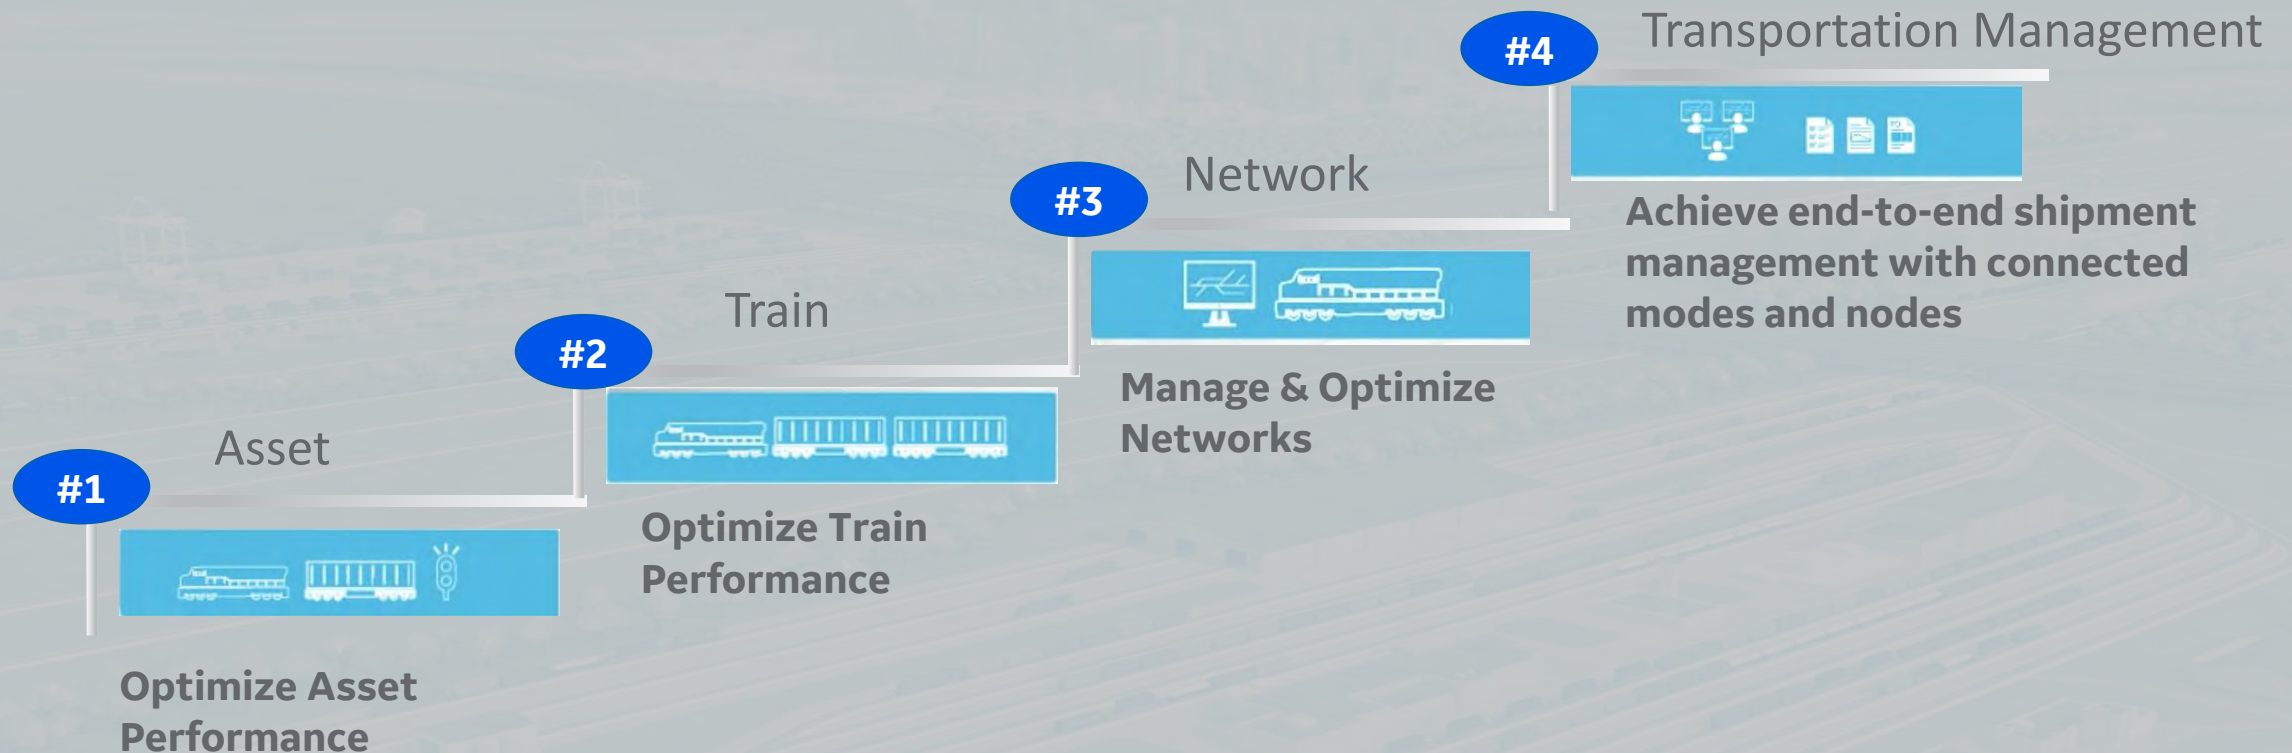 #1
Asset
Optimize Asset
Performance
#2
Train
Optimize Train
Performance
#3
Network
Manage & Optimize
Networks
#4
Transportation Management
Achieve end-to-end shipment
management with connected
modes and nodes